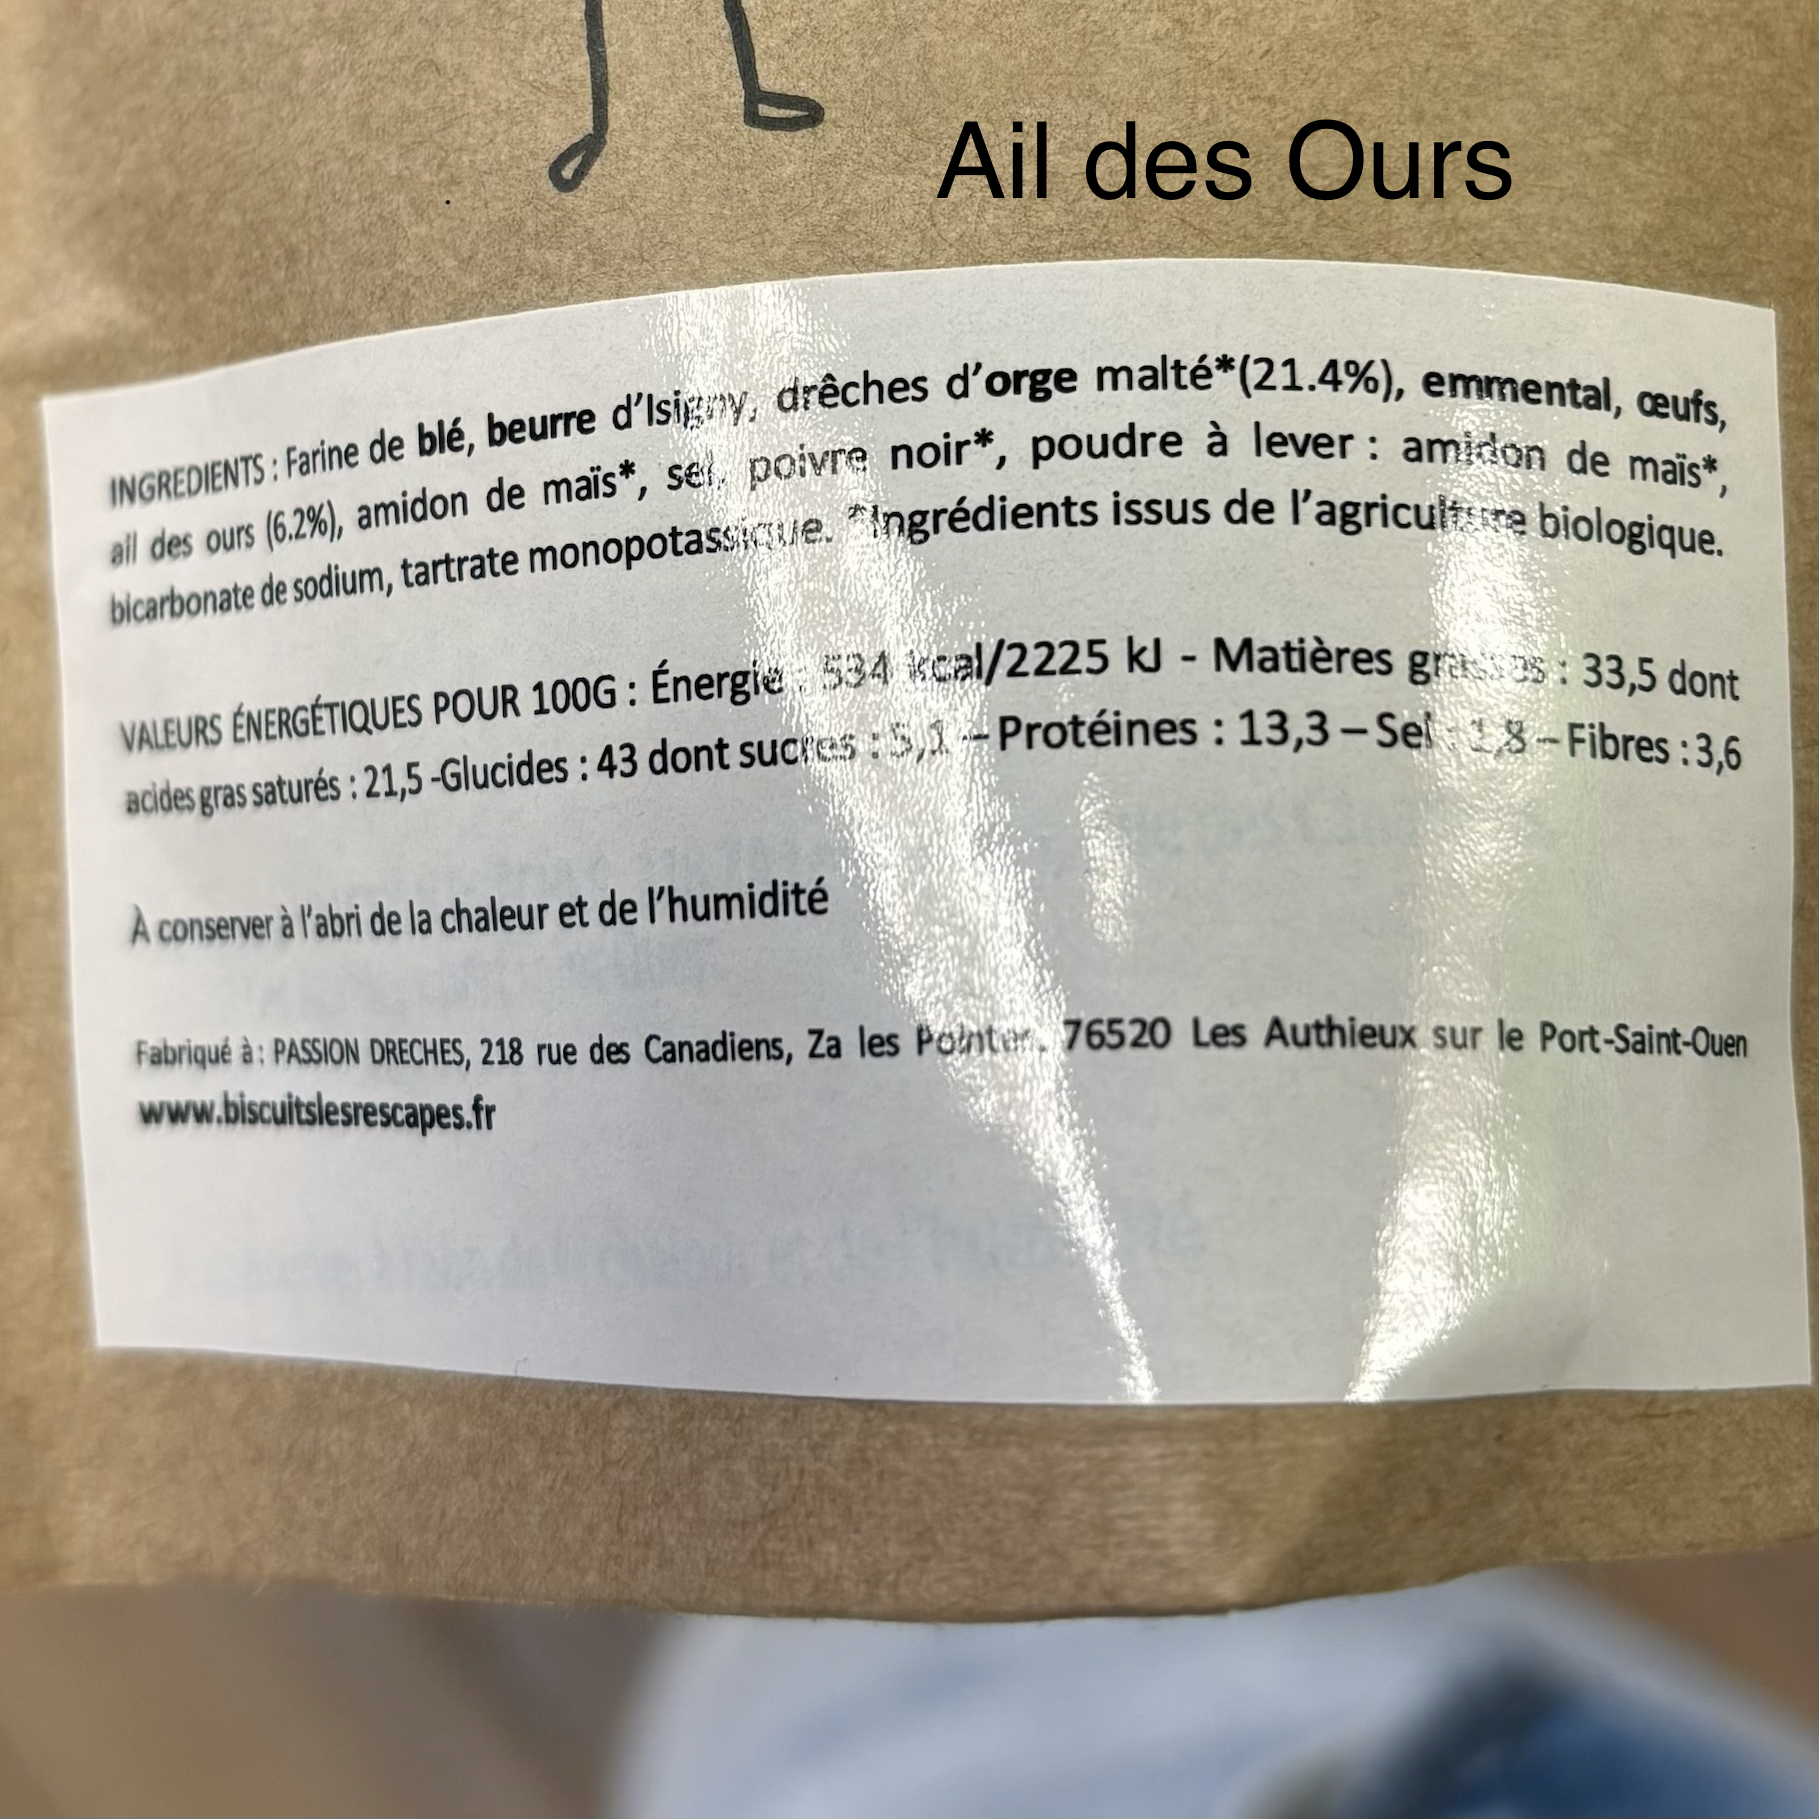 Ail des Ours
INGREDIENTS : Farine de blé, beurre d'Isigny, drêches d'orge malté*(21.4%), emmental, œufs,
ail des ours (6.2%), amidon de maïs*, sel, poivre noir*, poudre à lever : amidon de maïs*,
bicarbonate de sodium, tartrate monopotassique. *Ingrédients issus de l'agriculture biologique.
VALEURS ÉNERGÉTIQUES POUR 100G : Énergie : 534 kcal/2225 kJ - Matières grasses : 33,5 dont
acides gras saturés : 21,5 -Glucides : 43 dont sucres : 5,1 – Protéines : 13,3 – Sel : 1,8 – Fibres : 3,6
À conserver à l'abri de la chaleur et de l'humidité
Fabriqué à : PASSION DRECHES, 218 rue des Canadiens, Za les Pointes, 76520 Les Authieux sur le Port-Saint-Ouen
www.biscuitslesrescapes.fr